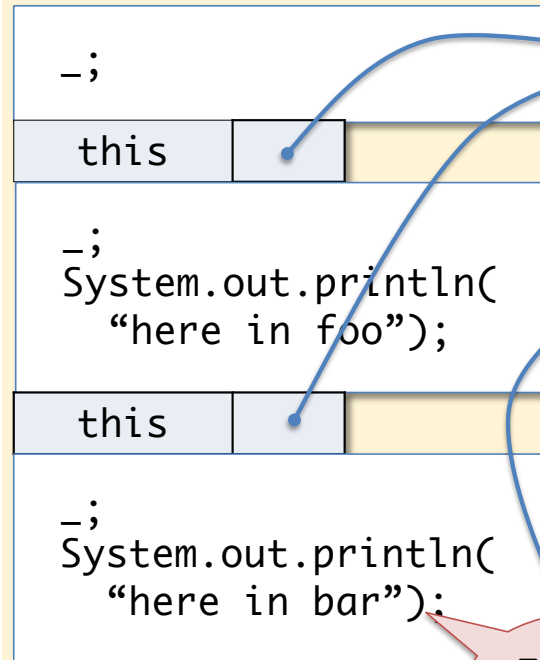 _;
this
_;
System.out.println(
“here in foo”);
this
_;
System.out.println(
“here in bar”);